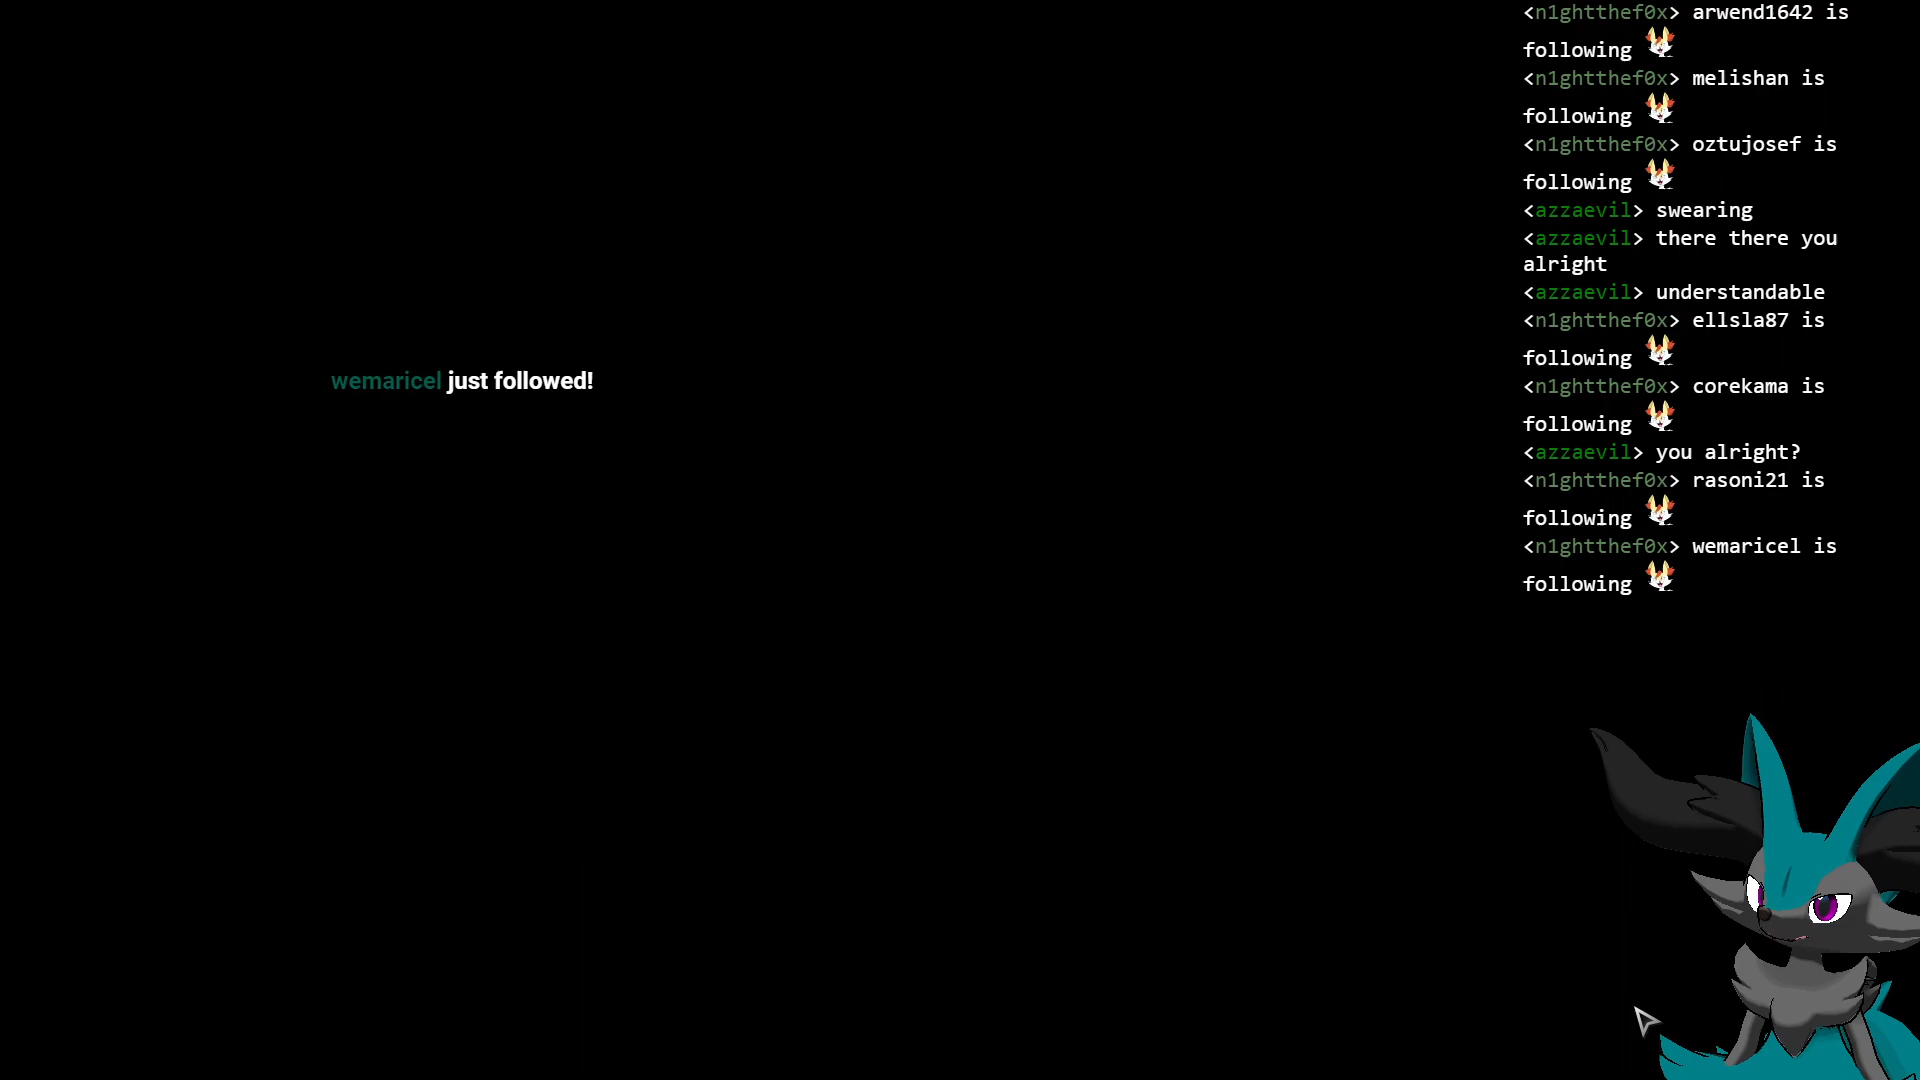 <n1ghtthef0x> arwend1642 is
following
<n1ghtthef0x> melishan is
following
<n1ghtthef0x> oztujosef is
following
<azzaevil> swearing
<azzaevil> there there you
alright
<azzaevil> understandable
<n1ghtthef0x> ellsla87 is
following
<n1ghtthef0x> corekama is
following
<azzaevil> you alright?
<n1ghtthef0x> rasoni21 is
following
<n1ghtthef0x> wemaricel is
following
wemaricel just followed!